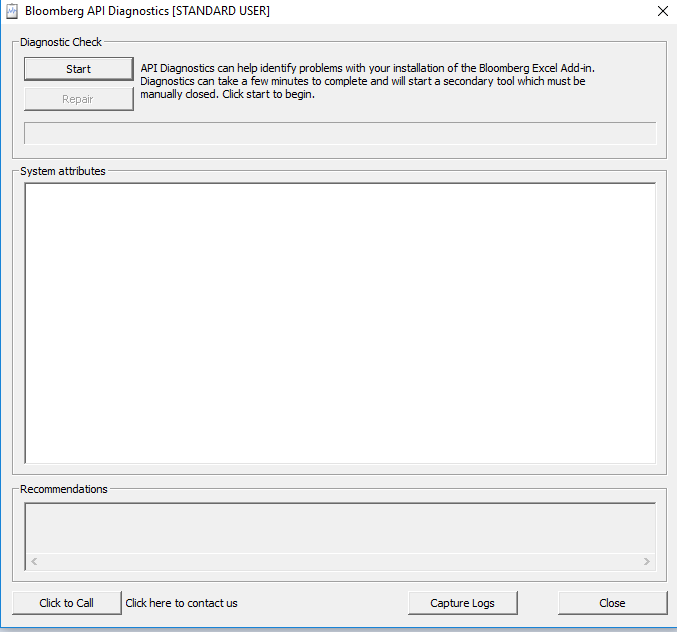 Bloomberg API Diagnostics [STANDARD USER]
Diagnostic Check
Start
API Diagnostics can help identify problems with your installation of the Bloomberg Excel Add-in.
Diagnostics can take a few minutes to complete and will start a secondary tool which must be
manually closed. Click start to begin.
Repair
System attributes
Recommendations
Click to Call
Click here to contact us
Capture Logs
Close